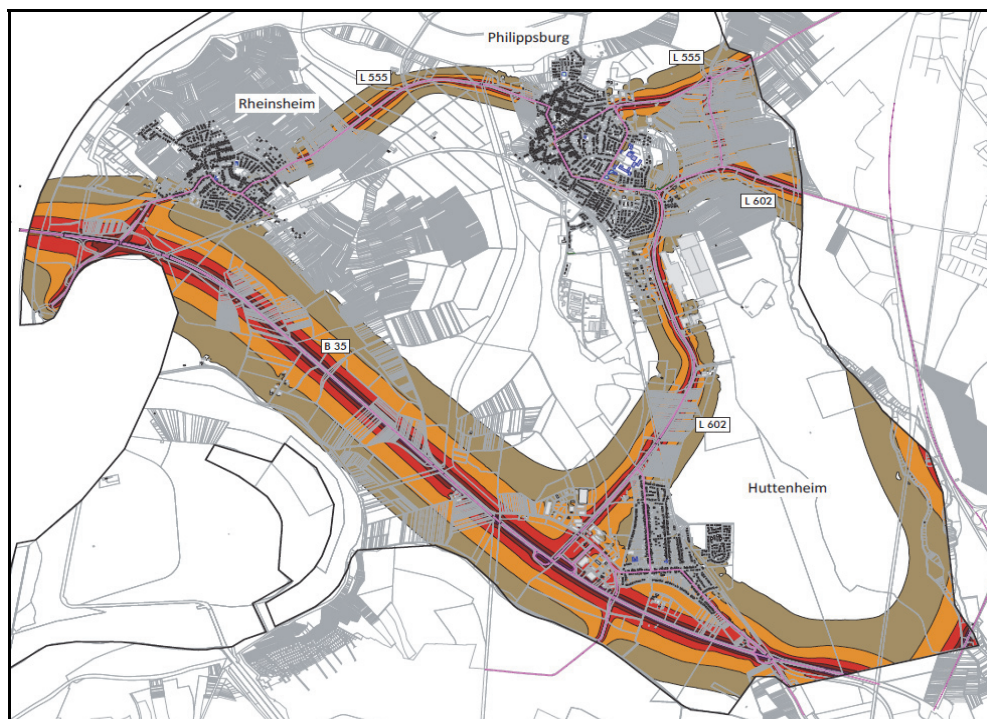 Philippsburg
L 555
L 555
Rheinsheim
L 602
B 35
L 602
Huttenheim